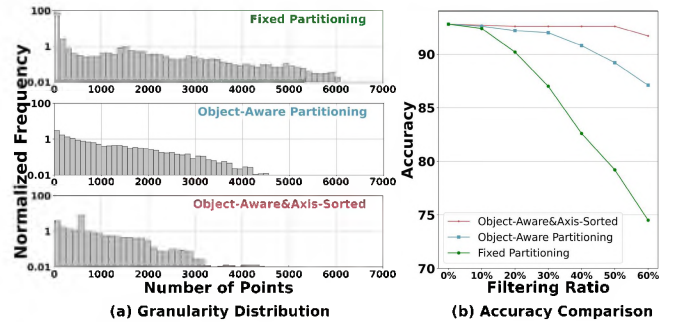 Normalized Frequency
100
1
0.01
Fixed Partitioning
0 1000 2000 3000 4000 5000 6000 7000
100
1
0.01
Object-Aware Partitioning
0 1000 2000 3000 4000 5000 6000 7000
100
1
0.01
Object-Aware&Axis-Sorted
0 1000 2000 3000 4000 5000 6000 7000
Number of Points
(a) Granularity Distribution
Accuracy
90
85
80
75
70
Object-Aware&Axis-Sorted
Object-Aware Partitioning
Fixed Partitioning
0% 10% 20% 30% 40% 50% 60%
Filtering Ratio
(b) Accuracy Comparison